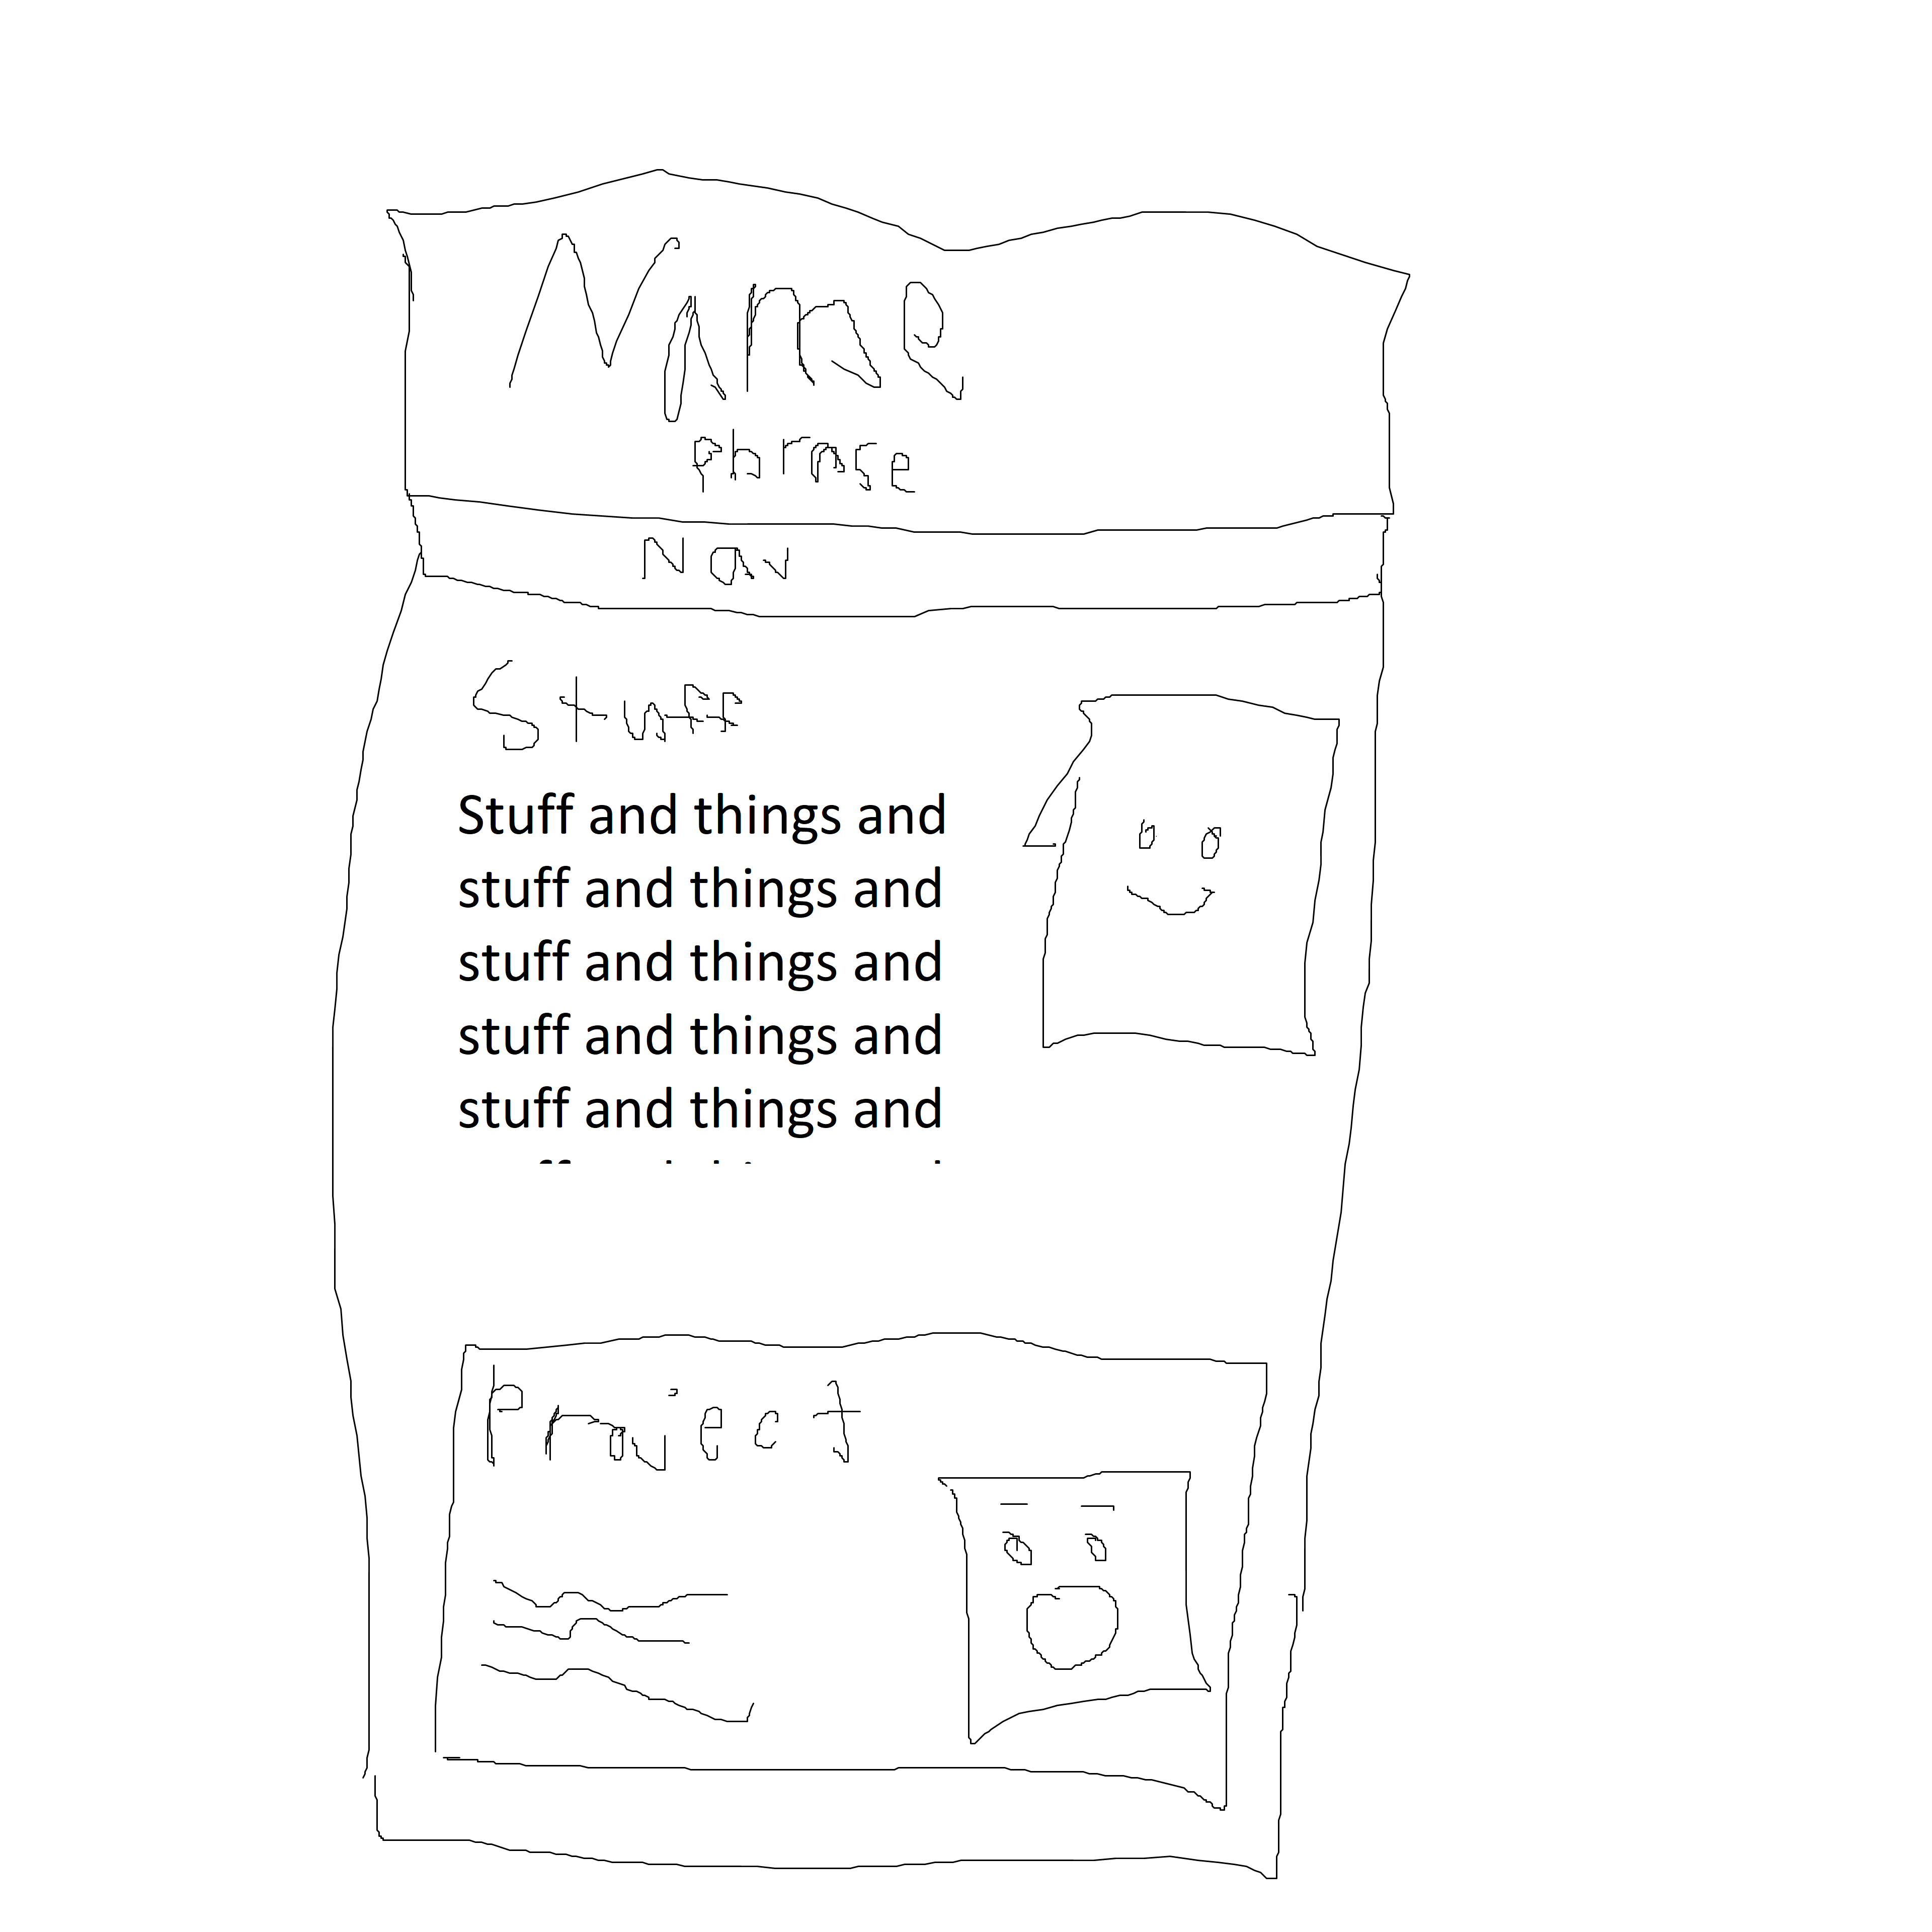 Name
phrase
Nav
Stuff
Stuff and things and
stuff and things and
stuff and things and
stuff and things and
stuff and things and
Project